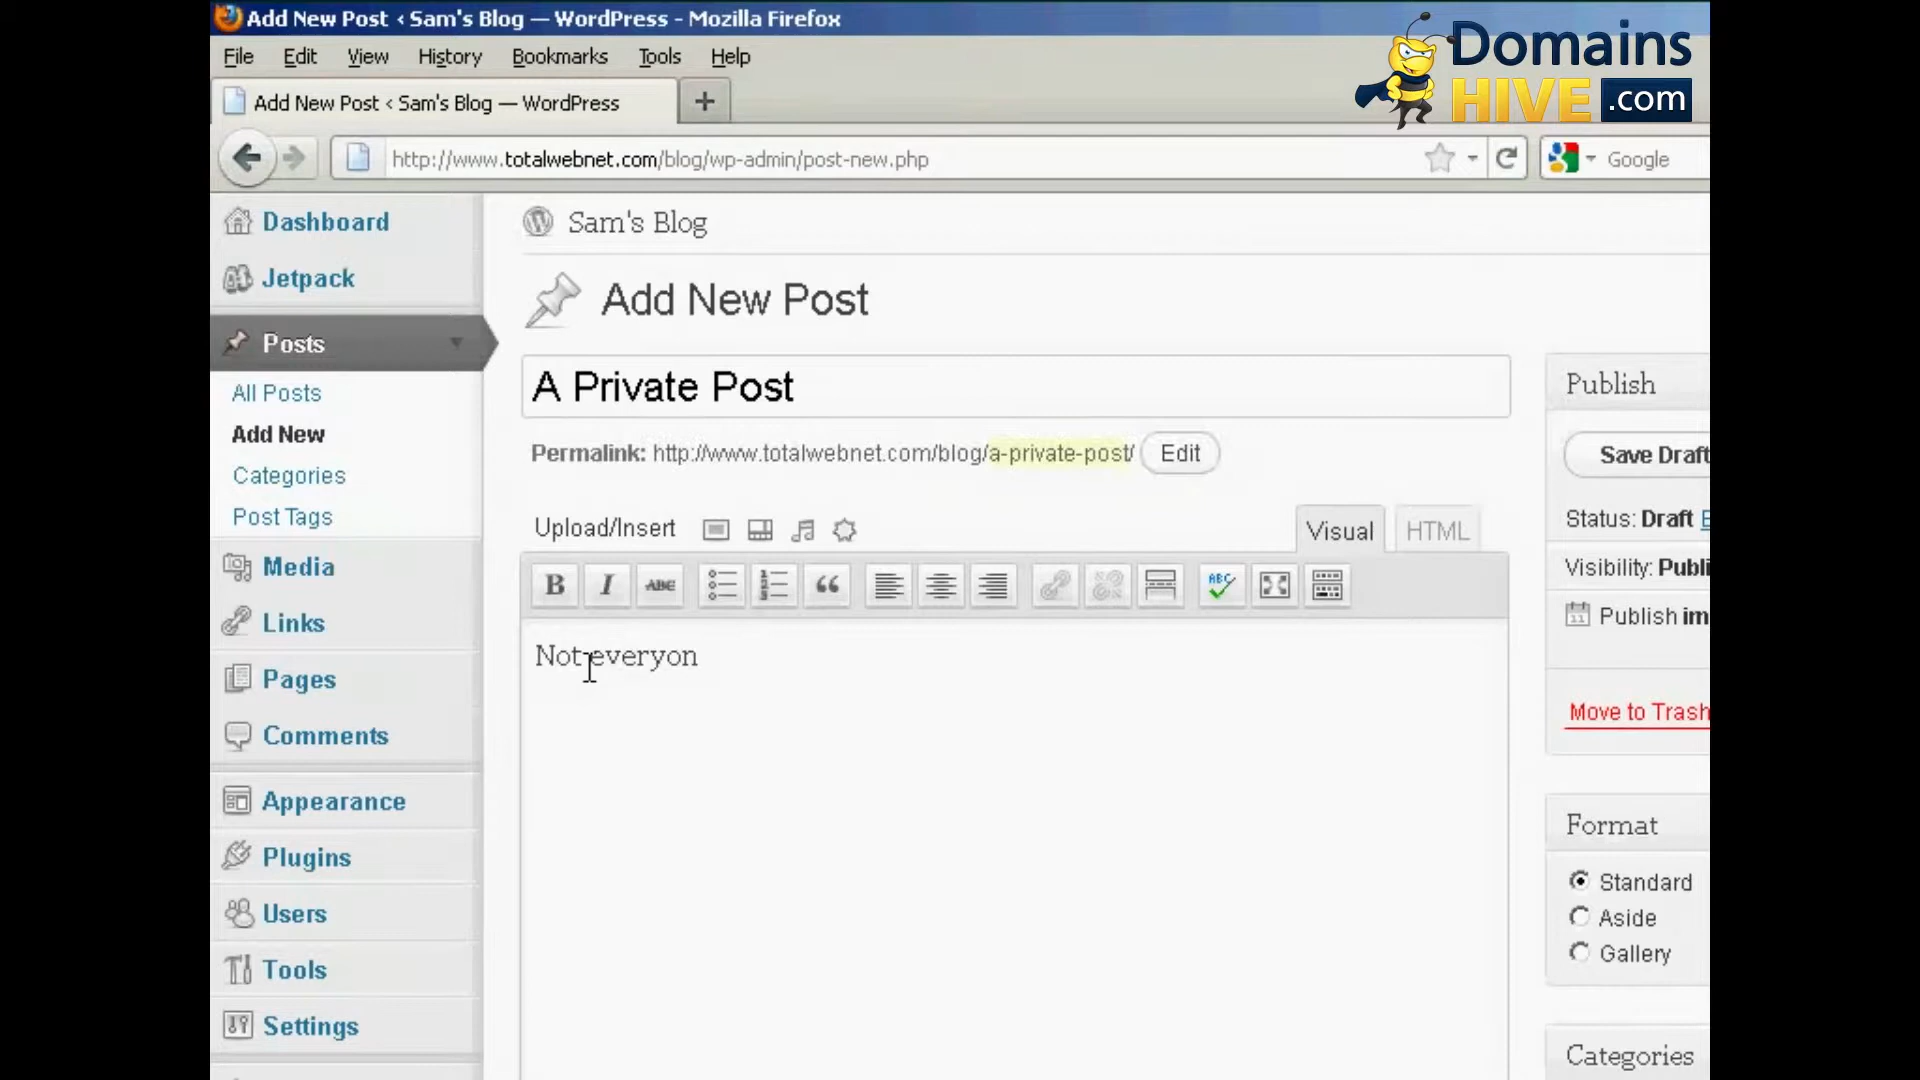 Add New Post ‹ Sam's Blog — WordPress - Mozilla Firefox
File Edit View History Bookmarks Tools Help
Domains
HIVE .com
Add New Post ‹ Sam's Blog — WordPress
http://www.totalwebnet.com/blog/wp-admin/post-new.php
Google
Dashboard
Jetpack
Posts
All Posts
Add New
Categories
Post Tags
Media
Links
Pages
Comments
Appearance
Plugins
Users
Tools
Settings
Sam's Blog
Add New Post
A Private Post
Permalink: http://www.totalwebnet.com/blog/a-private-post/ Edit
Upload/Insert
Visual HTML
B I ABC ABC
Not everyon
Publish
Save Draft
Status: Draft E
Visibility: Publi
Publish im
Move to Trash
Format
Standard
Aside
Gallery
Categories